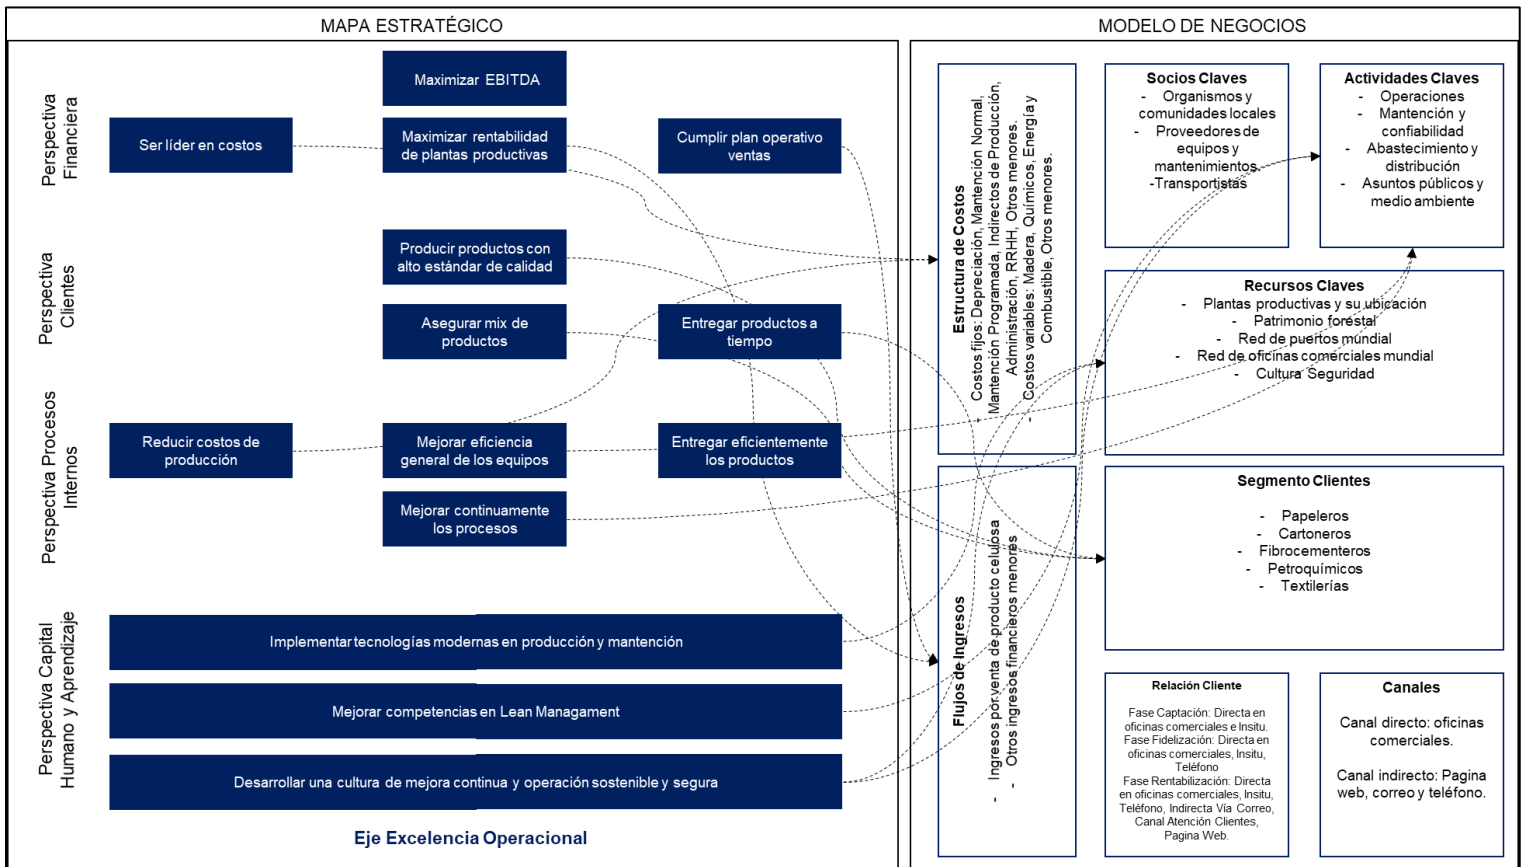 MAPA ESTRATÉGICO
Perspectiva
Financiera
Maximizar EBITDA
Ser líder en costos
Maximizar rentabilidad
de plantas productivas
Cumplir plan operativo
ventas
Perspectiva
Clientes
Producir productos con
alto estándar de calidad
Asegurar mix de
productos
Entregar productos a
tiempo
Perspectiva Procesos
Internos
Reducir costos de
producción
Mejorar eficiencia
general de los equipos
Entregar eficientemente
los productos
Mejorar continuamente
los procesos
Perspectiva Capital
Humano y Aprendizaje
Implementar tecnologías modernas en producción y mantención
Mejorar competencias en Lean Managament
Desarrollar una cultura de mejora continua y operación sostenible y segura
Eje Excelencia Operacional
MODELO DE NEGOCIOS
Estructura de Costos
- Costos fijos: Depreciación, Mantención Normal,
Mantención Programada, Indirectos de Producción,
Administración, RRHH, Otros menores.
- Costos variables: Madera, Químicos, Energía y
Combustible, Otros menores.
Flujos de Ingresos
- Ingresos por venta de producto celulosa
- Otros ingresos financieros menores
Socios Claves
- Organismos y
comunidades locales
- Proveedores de
equipos y
mantenimientos-
-Transportistas
Actividades Claves
- Operaciones
- Mantención y
confiabilidad
- Abastecimiento y
distribución
- Asuntos públicos y
medio ambiente
Recursos Claves
- Plantas productivas y su ubicación
- Patrimonio forestal
- Red de puertos mundial
- Red de oficinas comerciales mundial
- Cultura Seguridad
Segmento Clientes
- Papeleros
- Cartoneros
- Fibrocementeros
- Petroquímicos
- Textilerías
Relación Cliente
Fase Captación: Directa en
oficinas comerciales e Insitu.
Fase Fidelización: Directa en
oficinas comerciales, Insitu,
Teléfono
Fase Rentabilización: Directa
en oficinas comerciales, Insitu,
Teléfono, Indirecta Vía Correo,
Canal Atención Clientes,
Pagina Web.
Canales
Canal directo: oficinas
comerciales.
Canal indirecto: Pagina
web, correo y teléfono.